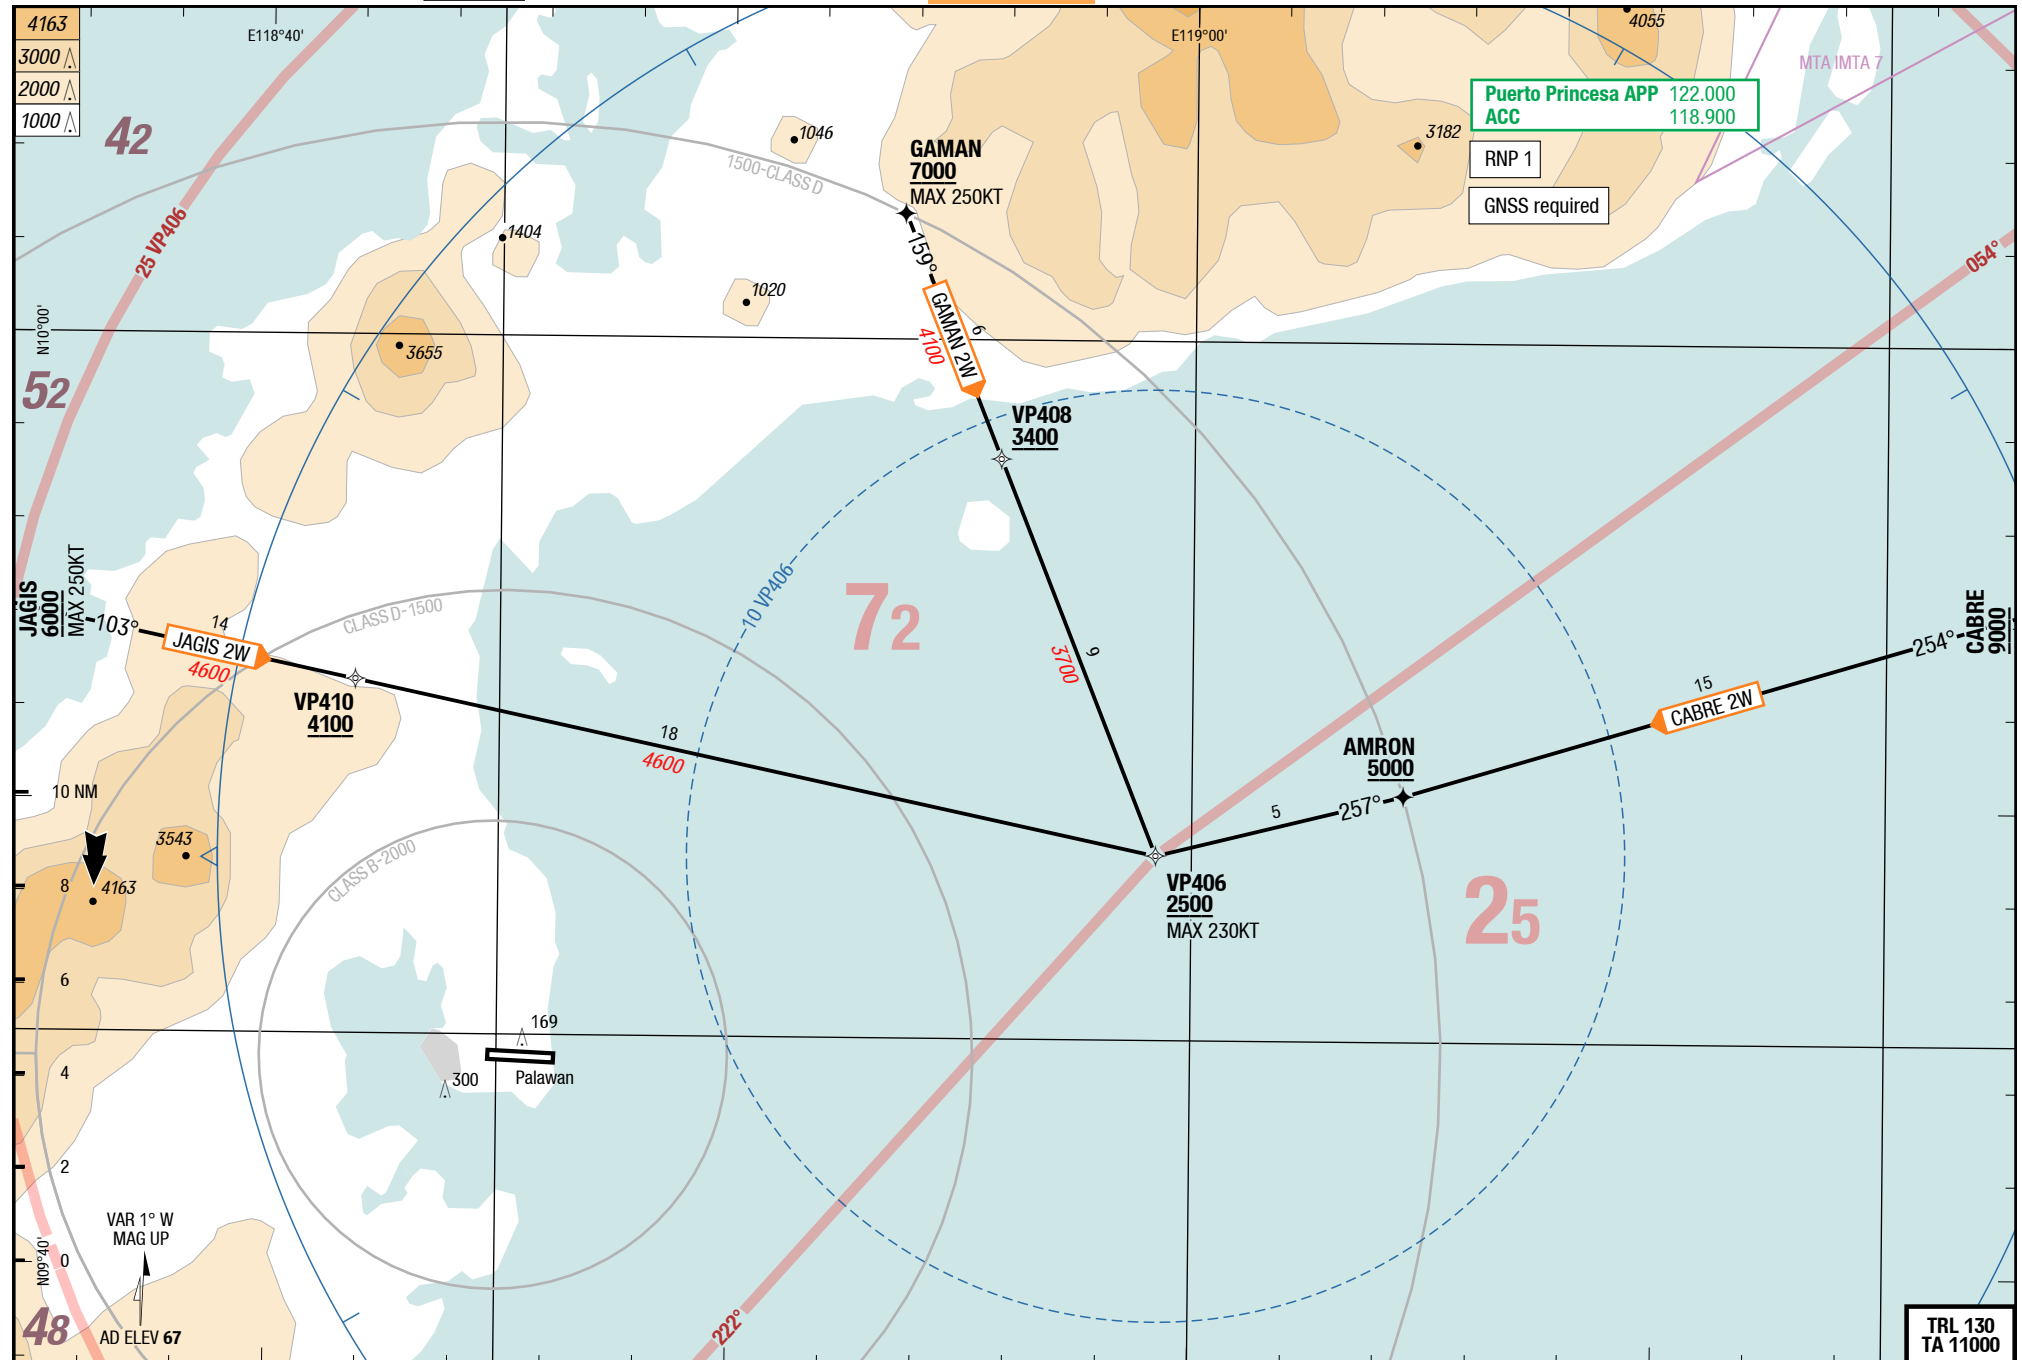 4163
3000
2000
1000
E118°40'
E119°00'
4055
MTA IMTA 7
Puerto Princesa APP 122.000
ACC 118.900
RNP 1
GNSS required
3182
42
1046
1500-CLASS D
GAMAN
7000
MAX 250KT
159°
GAMAN 2W
6
4100
25 VP406
1404
1020
054°
N10°00'
3655
52
VP408
3400
10 VP406
72
9
3700
JAGIS
6000
MAX 250KT
103°
14
JAGIS 2W
4600
CLASS D-1500
VP410
4100
18
4600
CABRE
9000
254°
15
CABRE 2W
AMRON
5000
5
257°
VP406
2500
MAX 230KT
25
10 NM
3543
8
4163
CLASS B-2000
6
169
4
300
Palawan
2
VAR 1° W
MAG UP
0
N09°40'
48
AD ELEV 67
222°
TRL 130
TA 11000